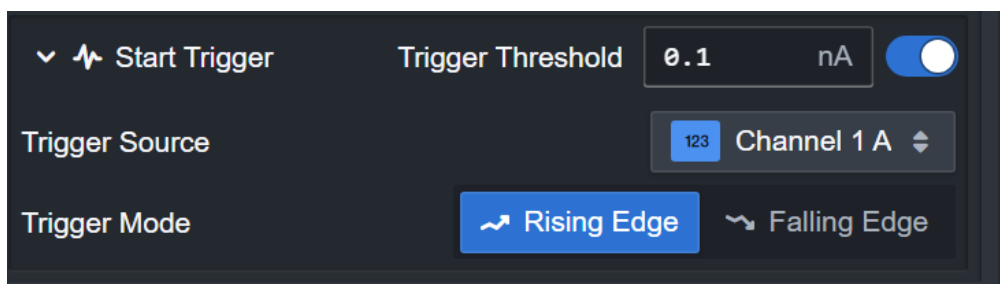 Start Trigger Trigger Threshold 0.1 nA
Trigger Source 123 Channel 1 A
Trigger Mode Rising Edge Falling Edge